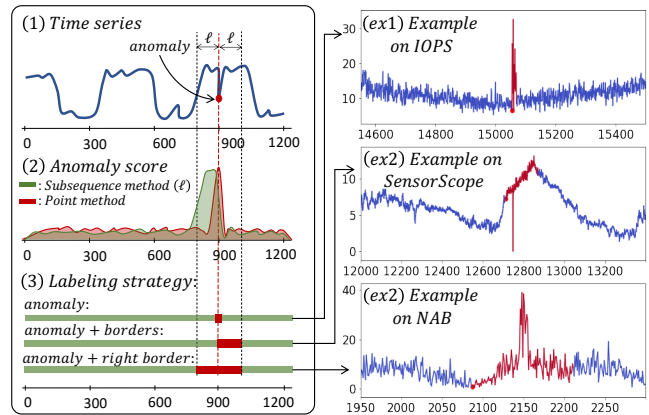 (1) Time series
anomaly
ℓ
ℓ
0
300
600
900
1200
(2) Anomaly score
: Subsequence method (ℓ)
: Point method
0
300
600
900
1200
(3) Labeling strategy:
anomaly:
anomaly + borders:
anomaly + right border:
0
300
600
900
1200
(ex1) Example
on IOPS
30
20
10
14600
14800
15000
15200
15400
(ex2) Example on
SensorScope
10
5
0
12000
12200
12400
12600
12800
13000
13200
(ex2) Example
on NAB
40
20
0
1950
2000
2050
2100
2150
2200
2250
2300